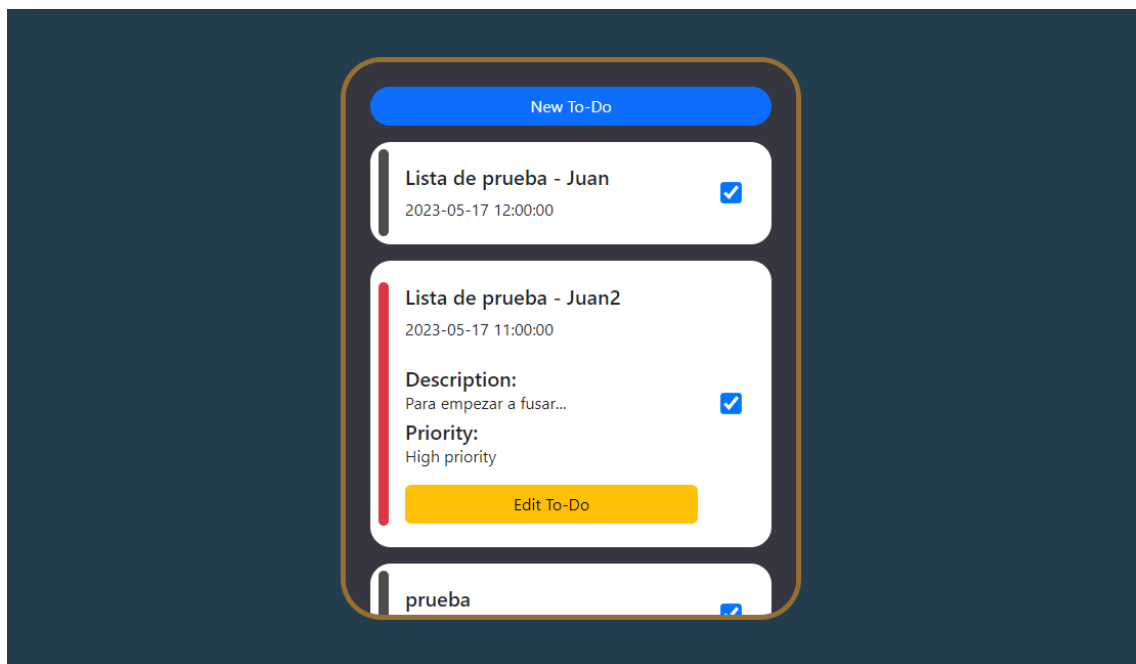 New To-Do
Lista de prueba - Juan
2023-05-17 12:00:00
Lista de prueba - Juan2
2023-05-17 11:00:00
Description:
Para empezar a fusar...
Priority:
High priority
Edit To-Do
prueba